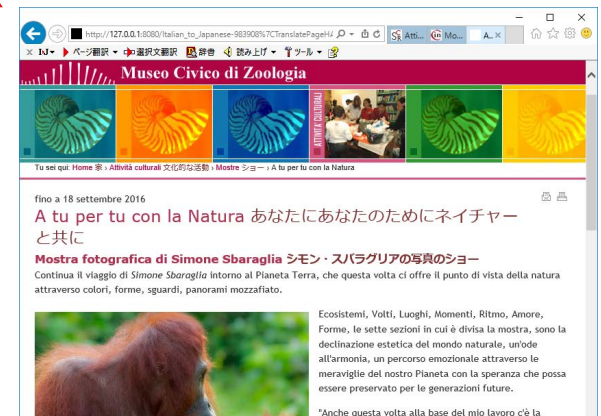 http://127.0.0.1:8080/Italian_to_Japanese-983908%7CTranslatePageH
Atti...
Mo...
A...
ページ翻訳
選択文翻訳
辞書
読み上げ
ツール
Museo Civico di Zoologia
ATTIVITÀ CULTURALI
Tu sei qui: Home 家 › Attività culturali 文化的な活動 › Mostre ショー › A tu per tu con la Natura
fino a 18 settembre 2016
A tu per tu con la Natura あなたにあなたのためにネイチャー
と共に
Mostra fotografica di Simone Sbaraglia シモン・スバラグリアの写真のショー
Continua il viaggio di Simone Sbaraglia intorno al Pianeta Terra, che questa volta ci offre il punto di vista della natura
attraverso colori, forme, sguardi, panorami mozzafiato.
Ecosistemi, Volti, Luoghi, Momenti, Ritmo, Amore,
Forme, le sette sezioni in cui è divisa la mostra, sono la
declinazione estetica del mondo naturale, un'ode
all'armonia, un percorso emozionale attraverso le
meraviglie del nostro Pianeta con la speranza che possa
essere preservato per le generazioni future.
"Anche questa volta alla base del mio lavoro c'è la